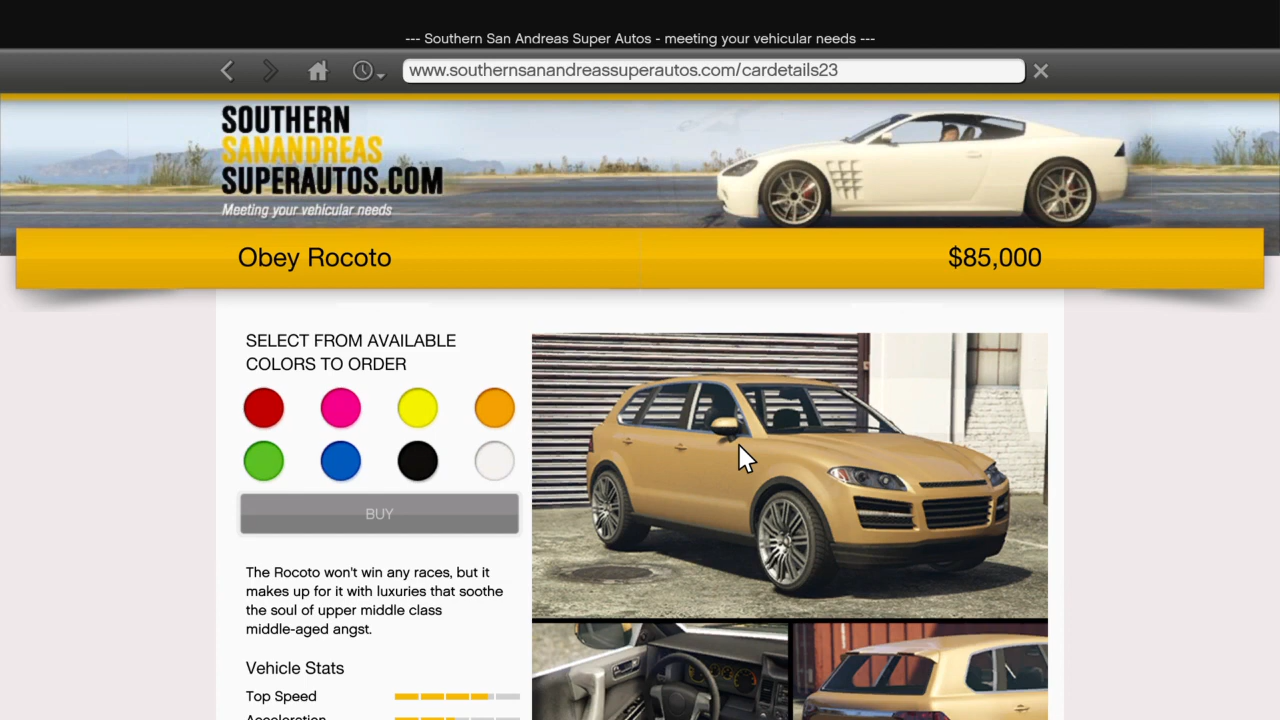 --- Southern San Andreas Super Autos - meeting your vehicular needs ---
www.southernsanandreassuperautos.com/cardetails23
SOUTHERN
SANANDREAS
SUPERAUTOS.COM
Meeting your vehicular needs
Obey Rocoto
$85,000
SELECT FROM AVAILABLE
COLORS TO ORDER
BUY
The Rocoto won't win any races, but it
makes up for it with luxuries that soothe
the soul of upper middle class
middle-aged angst.
Vehicle Stats
Top Speed
Acceleration